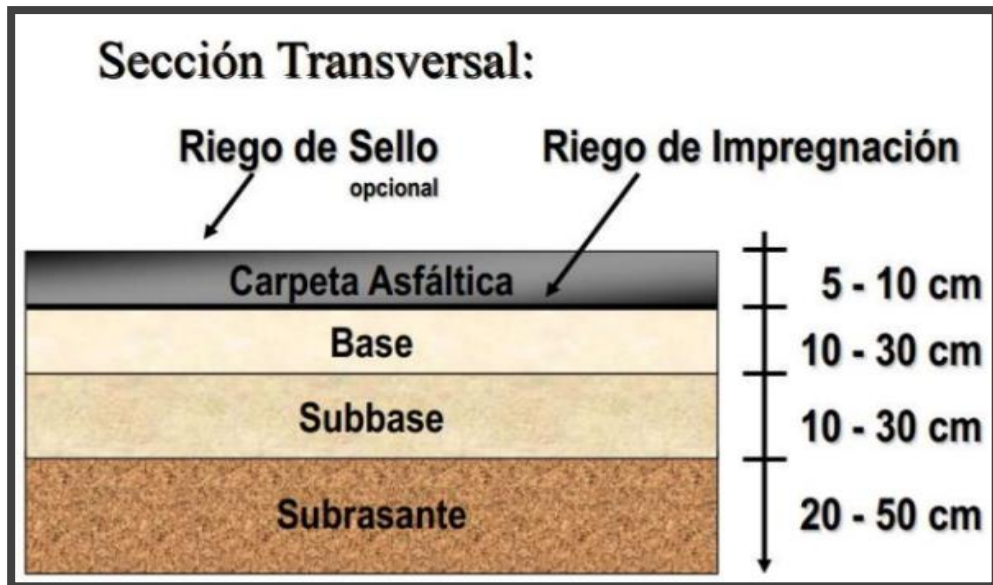 Sección Transversal:
Riego de Sello
opcional
Riego de Impregnación
Carpeta Asfáltica
5 - 10 cm
Base
10 - 30 cm
Subbase
10 - 30 cm
Subrasante
20 - 50 cm